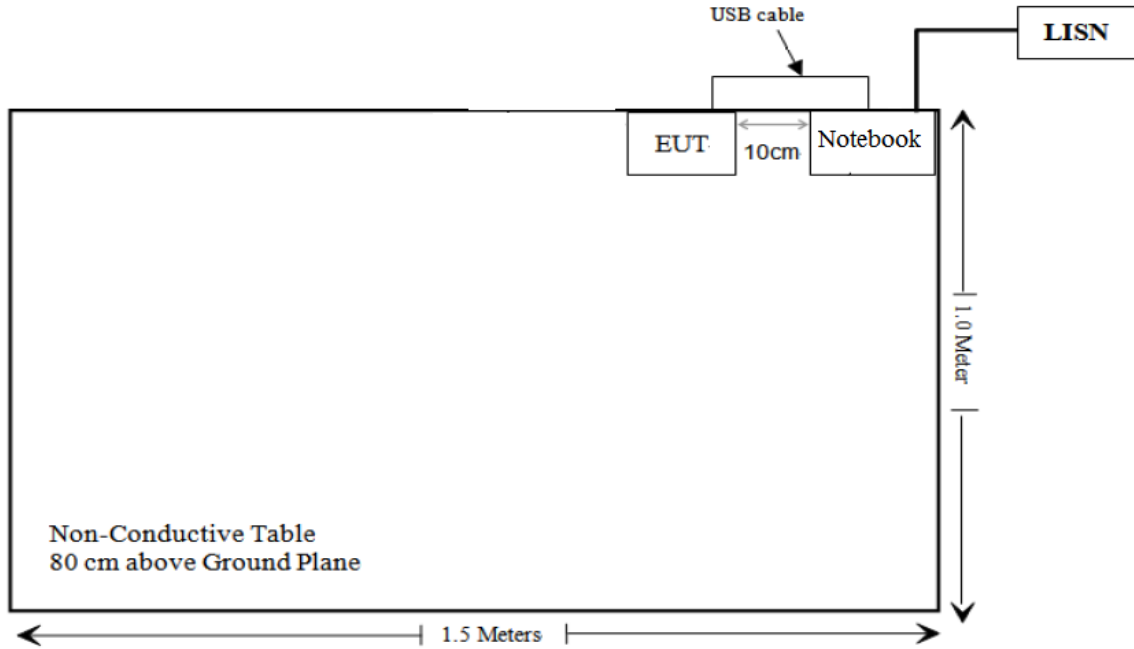 USB cable
LISN
EUT
10cm
Notebook
1.0 Meter
Non-Conductive Table
80 cm above Ground Plane
1.5 Meters